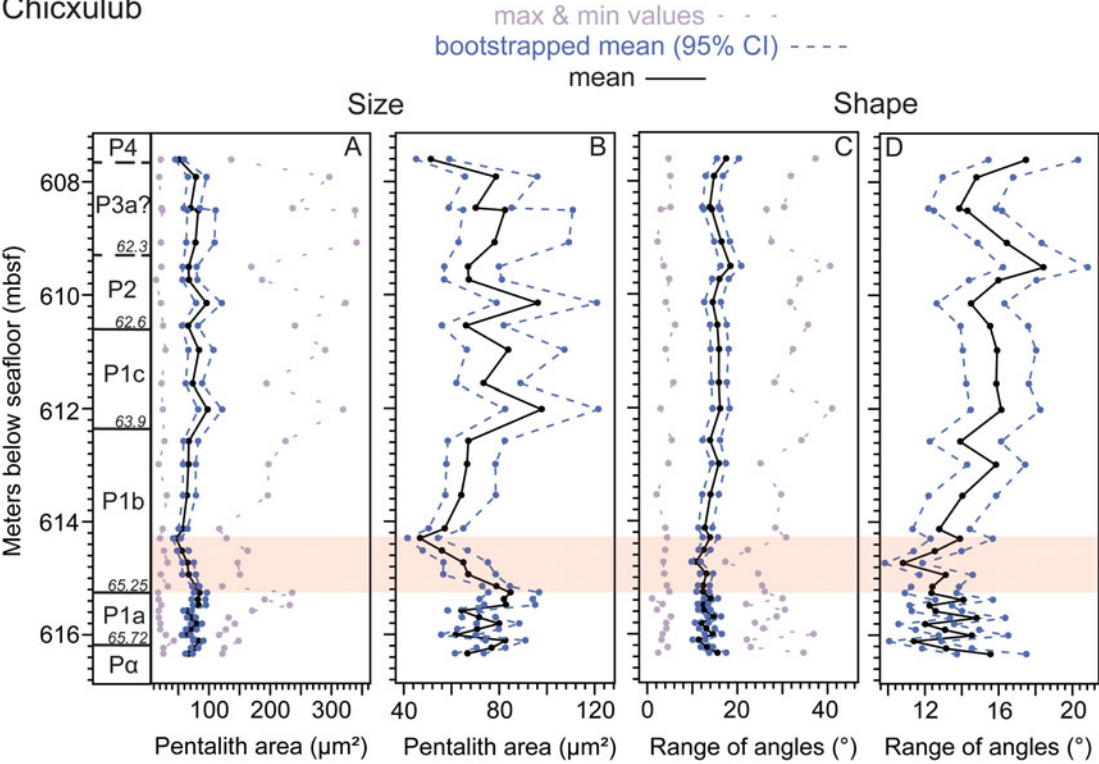 Chicxulub
max & min values
bootstrapped mean (95% CI)
mean
Size
Shape
A
B
C
D
P4
P3a?
62.3
P2
62.6
P1c
63.9
P1b
65.25
P1a
65.72
Pα
608
610
612
614
616
Meters below seafloor (mbsf)
100 200 300
40 80 120
0 20 40
12 16 20
Pentalith area (µm²)
Pentalith area (µm²)
Range of angles (°)
Range of angles (°)